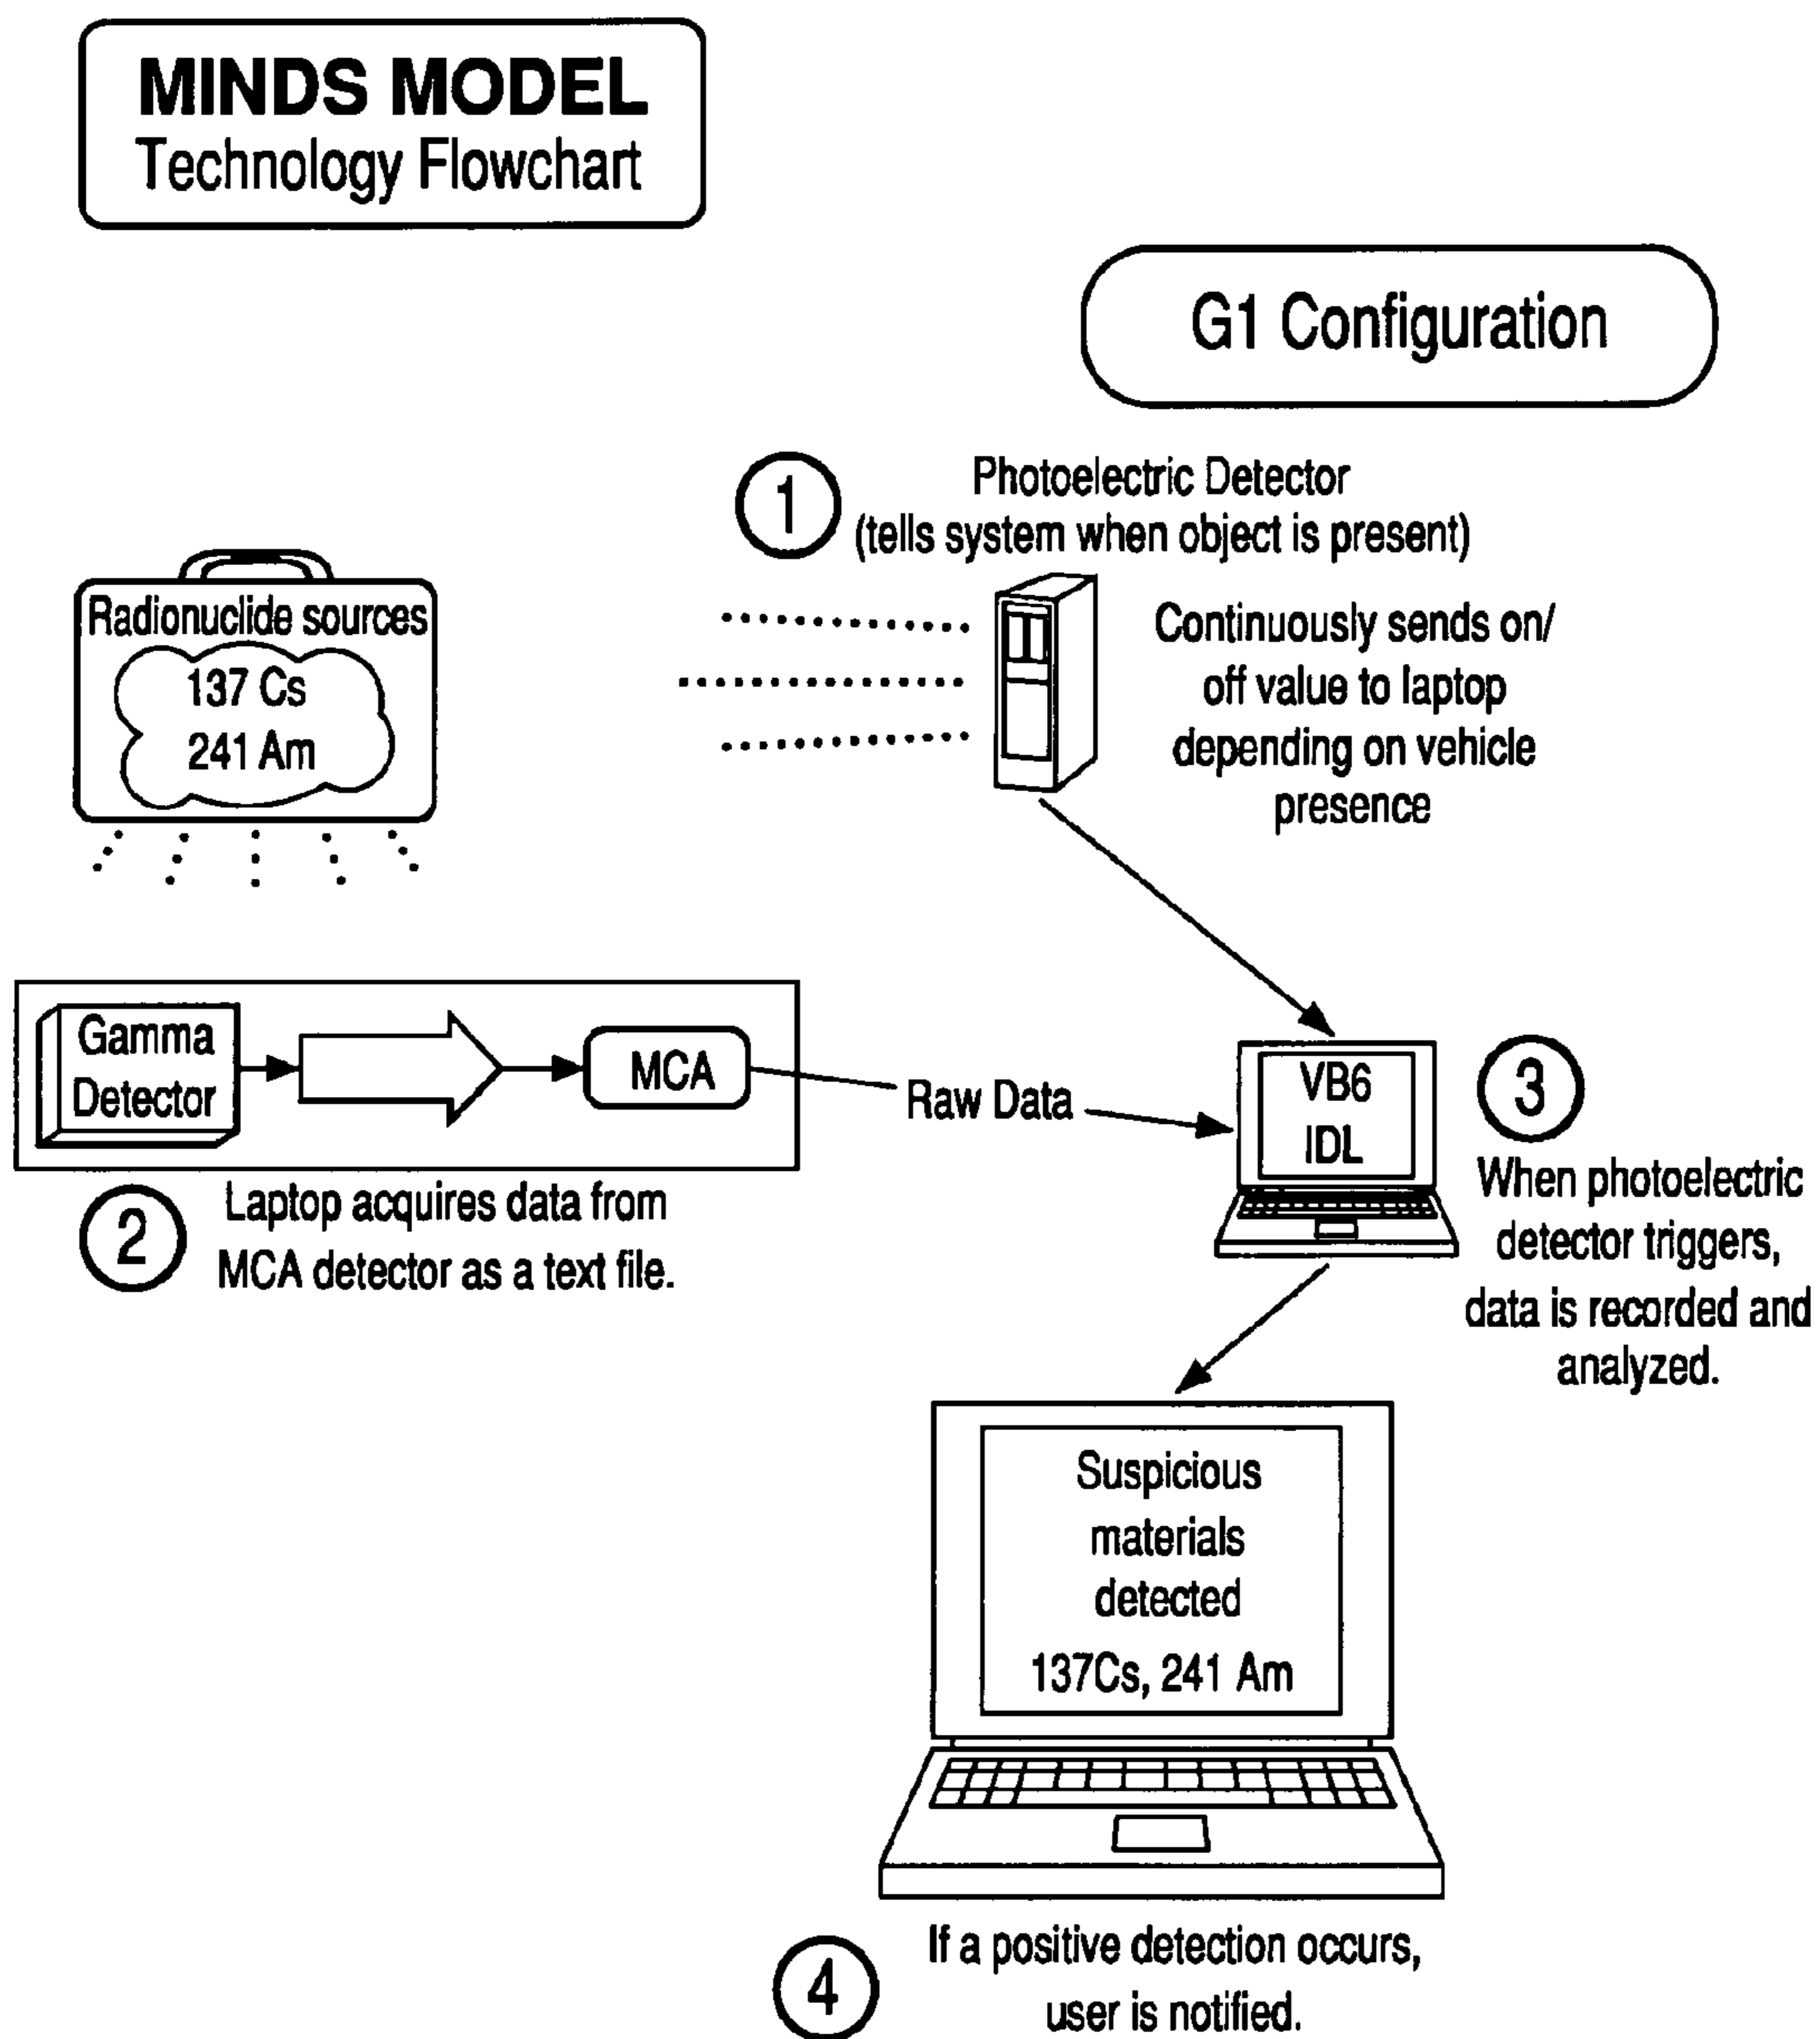 MINDS MODEL
Technology Flowchart
G1 Configuration
1
Photoelectric Detector
(tells system when object is present)
Radionuclide sources
137 Cs
241 Am
Continuously sends on/
off value to laptop
depending on vehicle
presence
Gamma
Detector
MCA
Raw Data
VB6
IDL
2
Laptop acquires data from
MCA detector as a text file.
3
When photoelectric
detector triggers,
data is recorded and
analyzed.
Suspicious
materials
detected
137Cs, 241 Am
4
If a positive detection occurs,
user is notified.